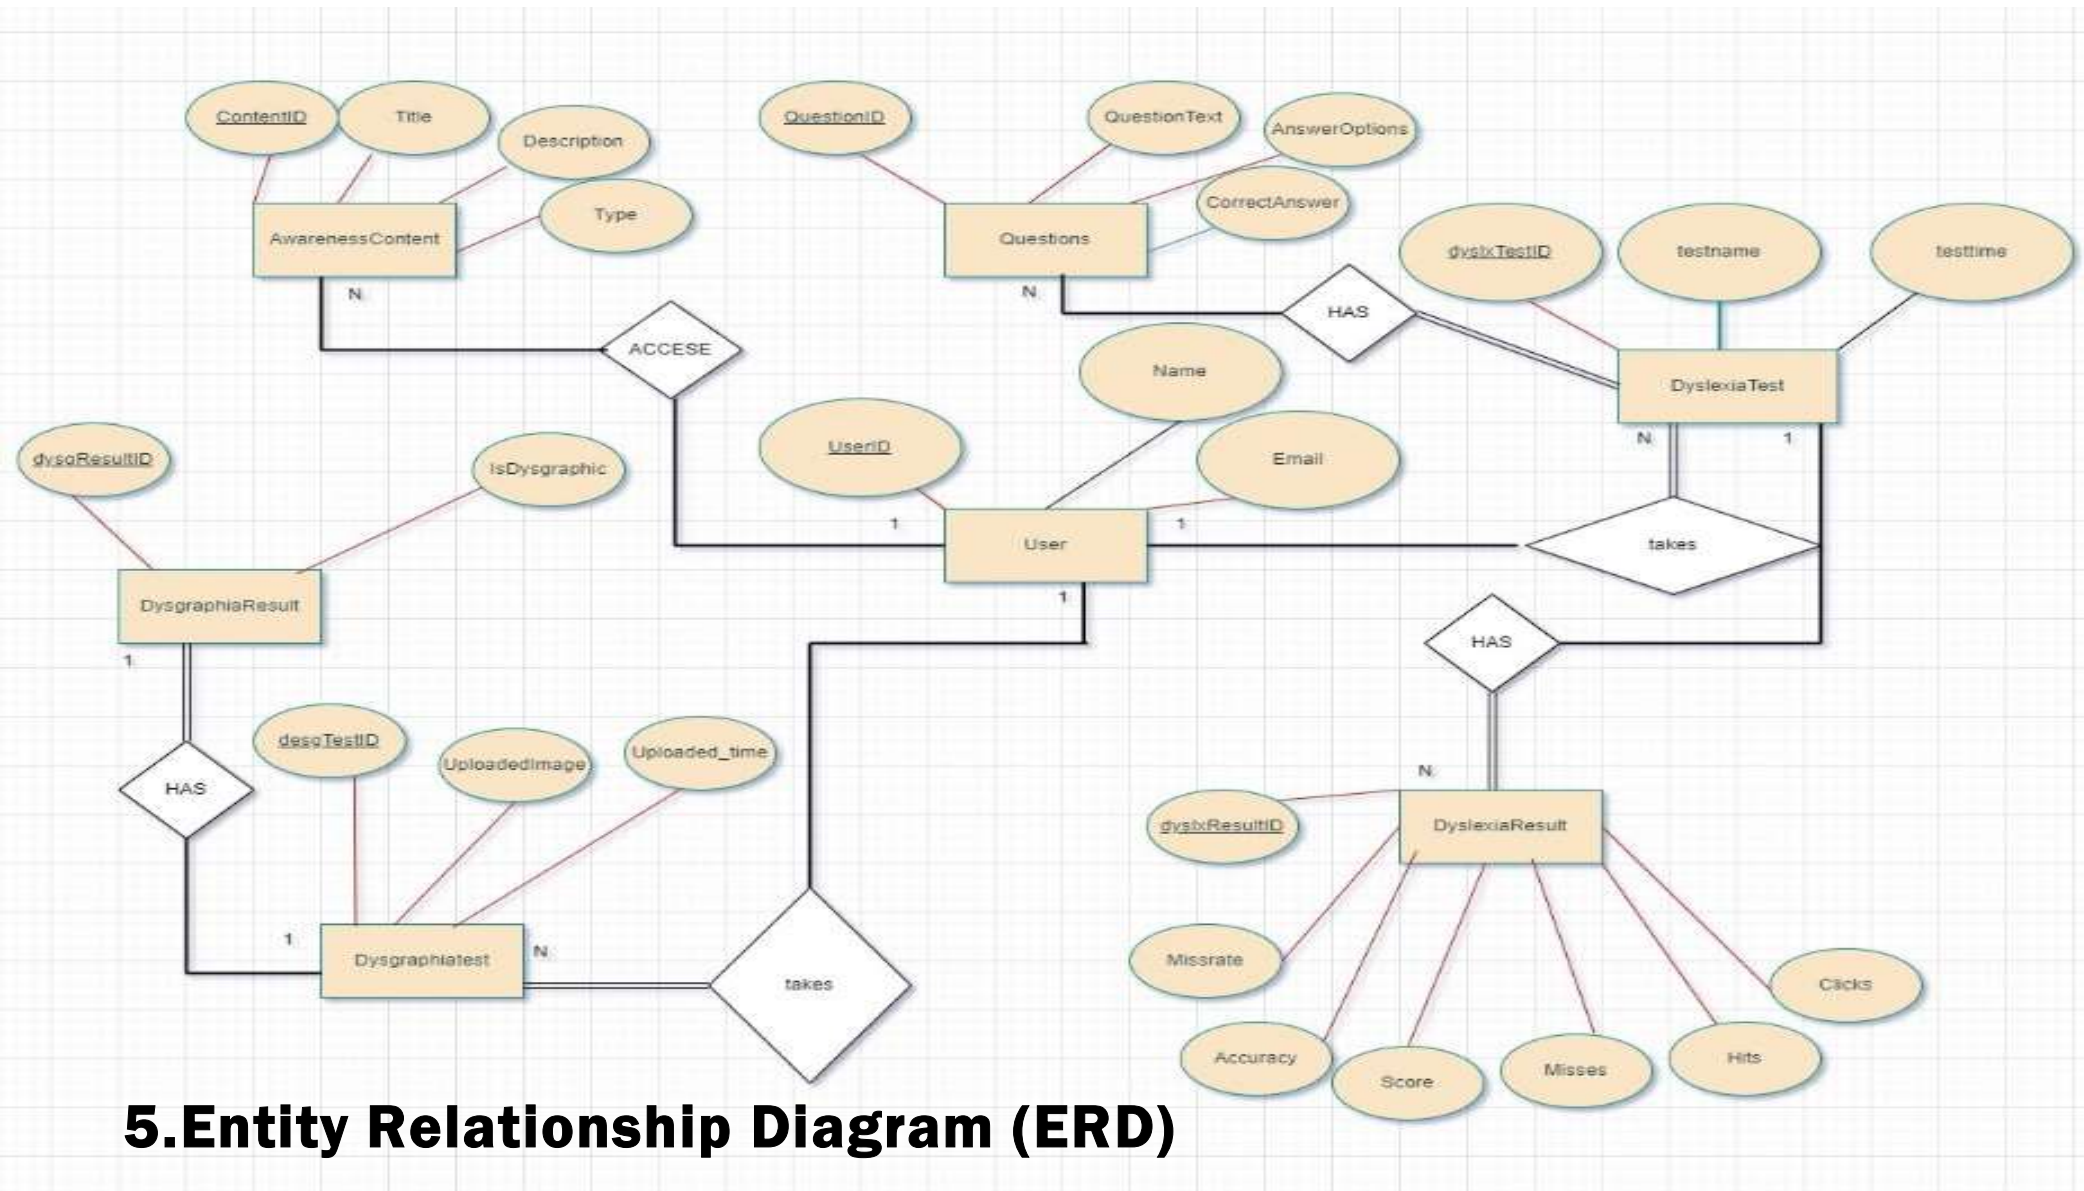 ContentID
Title
Description
Type
AwarenessContent
N
QuestionID
QuestionText
AnswerOptions
CorrectAnswer
Questions
N
HAS
dyslxTestID
testname
testtime
DyslexiaTest
N
1
ACCESE
Name
UserID
Email
1
1
User
1
takes
dysgResultID
IsDysgraphic
DysgraphiaResult
1
HAS
HAS
desgTestID
UploadedImage
Uploaded_time
1
Dysgraphiatest
N
takes
N
dyslxResultID
DyslexiaResult
Missrate
Accuracy
Score
Misses
Hits
Clicks
5.Entity Relationship Diagram (ERD)